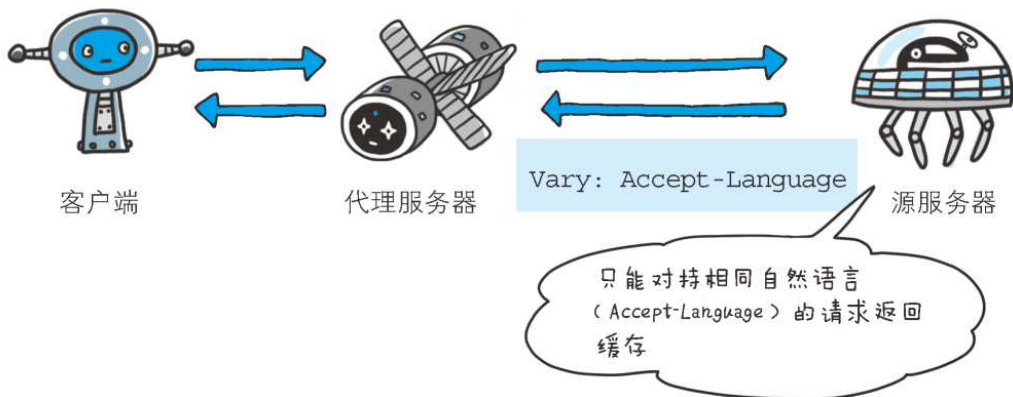 Vary: Accept-Language
客户端
代理服务器
源服务器
只能对持相同自然语言
(Accept-Language)的请求返回
缓存